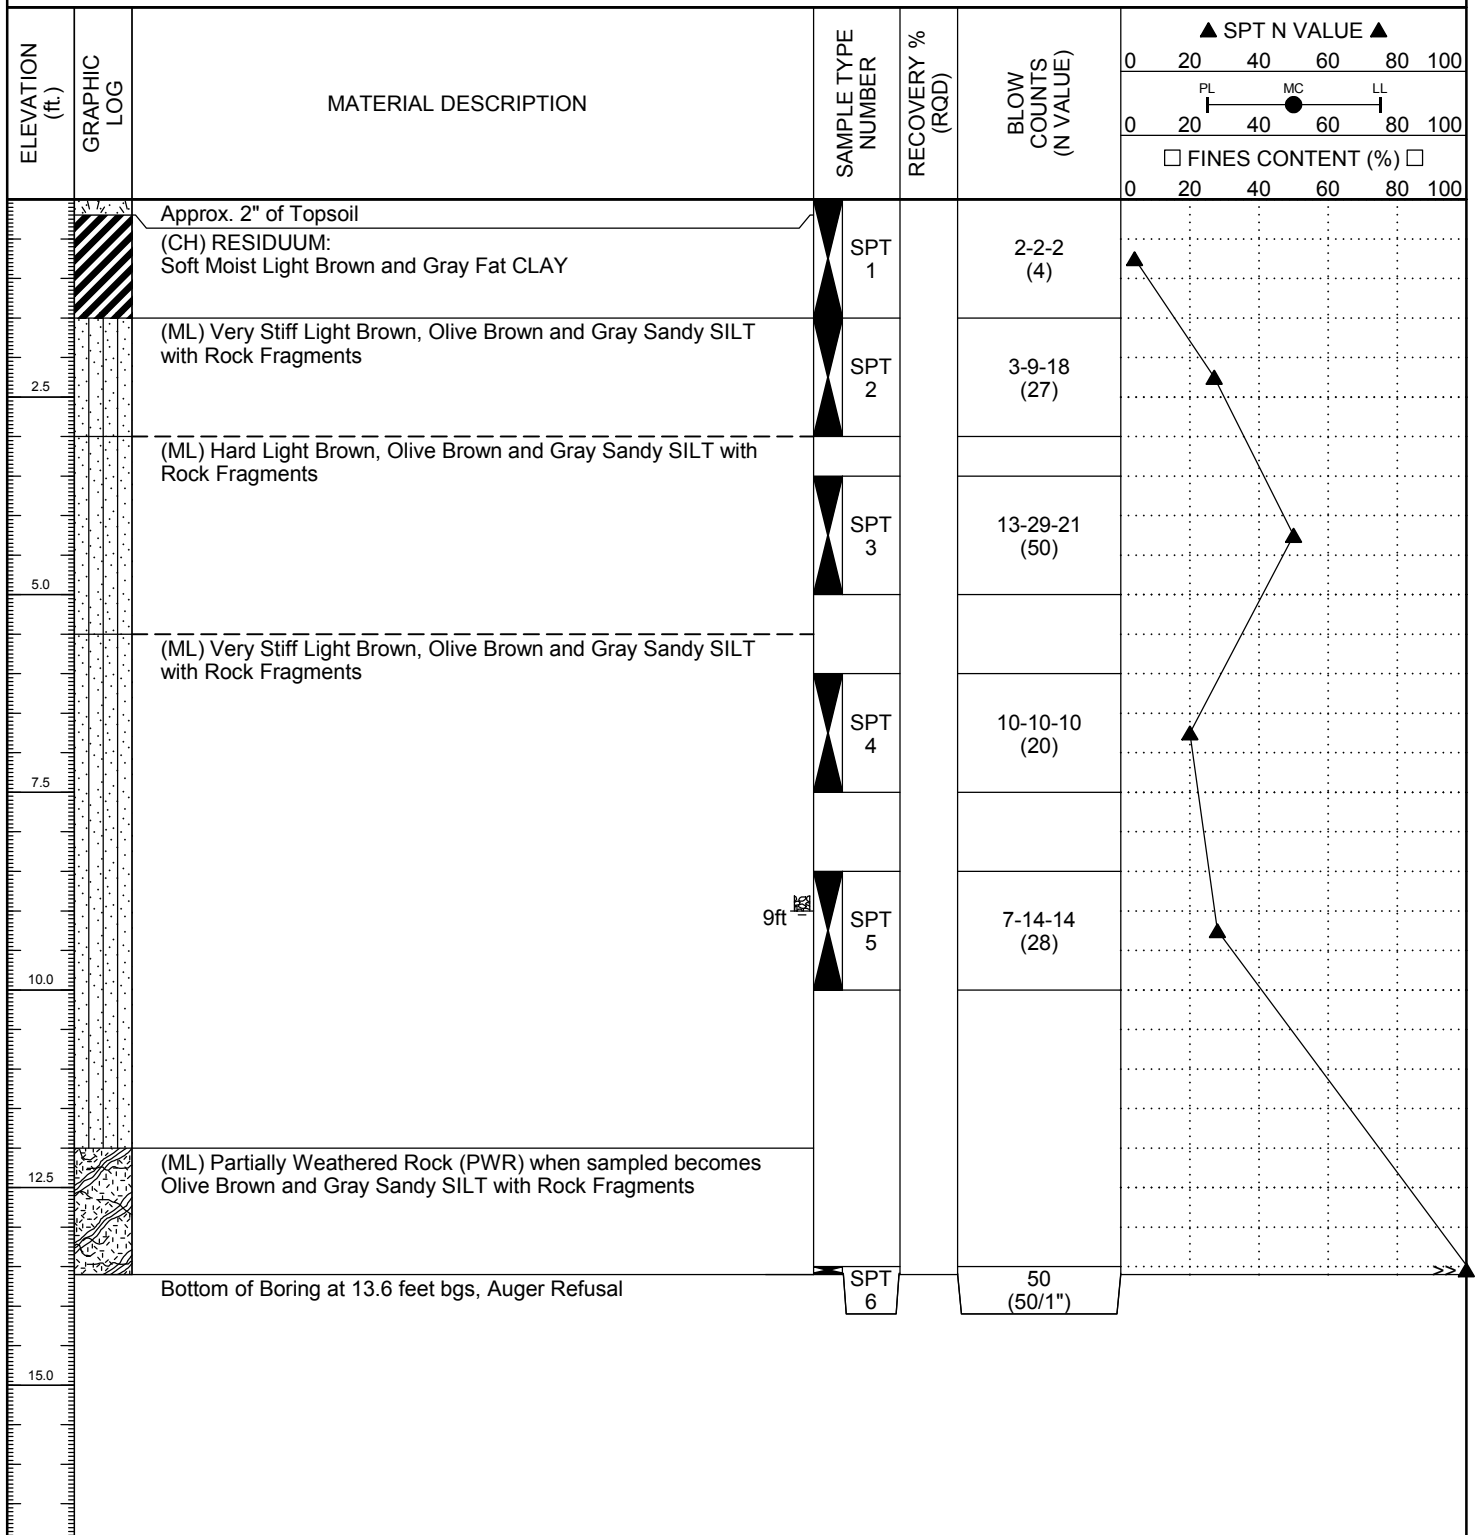 ELEVATION
(ft.)
GRAPHIC
LOG
MATERIAL DESCRIPTION
SAMPLE TYPE
NUMBER
RECOVERY %
(RQD)
BLOW
COUNTS
(N VALUE)
▲ SPT N VALUE ▲
0 20 40 60 80 100
PL MC LL
0 20 40 60 80 100
□ FINES CONTENT (%) □
0 20 40 60 80 100
Approx. 2" of Topsoil
(CH) RESIDUUM:
Soft Moist Light Brown and Gray Fat CLAY
SPT
1
2-2-2
(4)
(ML) Very Stiff Light Brown, Olive Brown and Gray Sandy SILT
with Rock Fragments
SPT
2
3-9-18
(27)
2.5
(ML) Hard Light Brown, Olive Brown and Gray Sandy SILT with
Rock Fragments
SPT
3
13-29-21
(50)
5.0
(ML) Very Stiff Light Brown, Olive Brown and Gray Sandy SILT
with Rock Fragments
SPT
4
10-10-10
(20)
7.5
9ft
SPT
5
7-14-14
(28)
10.0
(ML) Partially Weathered Rock (PWR) when sampled becomes
Olive Brown and Gray Sandy SILT with Rock Fragments
12.5
>>
Bottom of Boring at 13.6 feet bgs, Auger Refusal
SPT
6
50
(50/1")
15.0